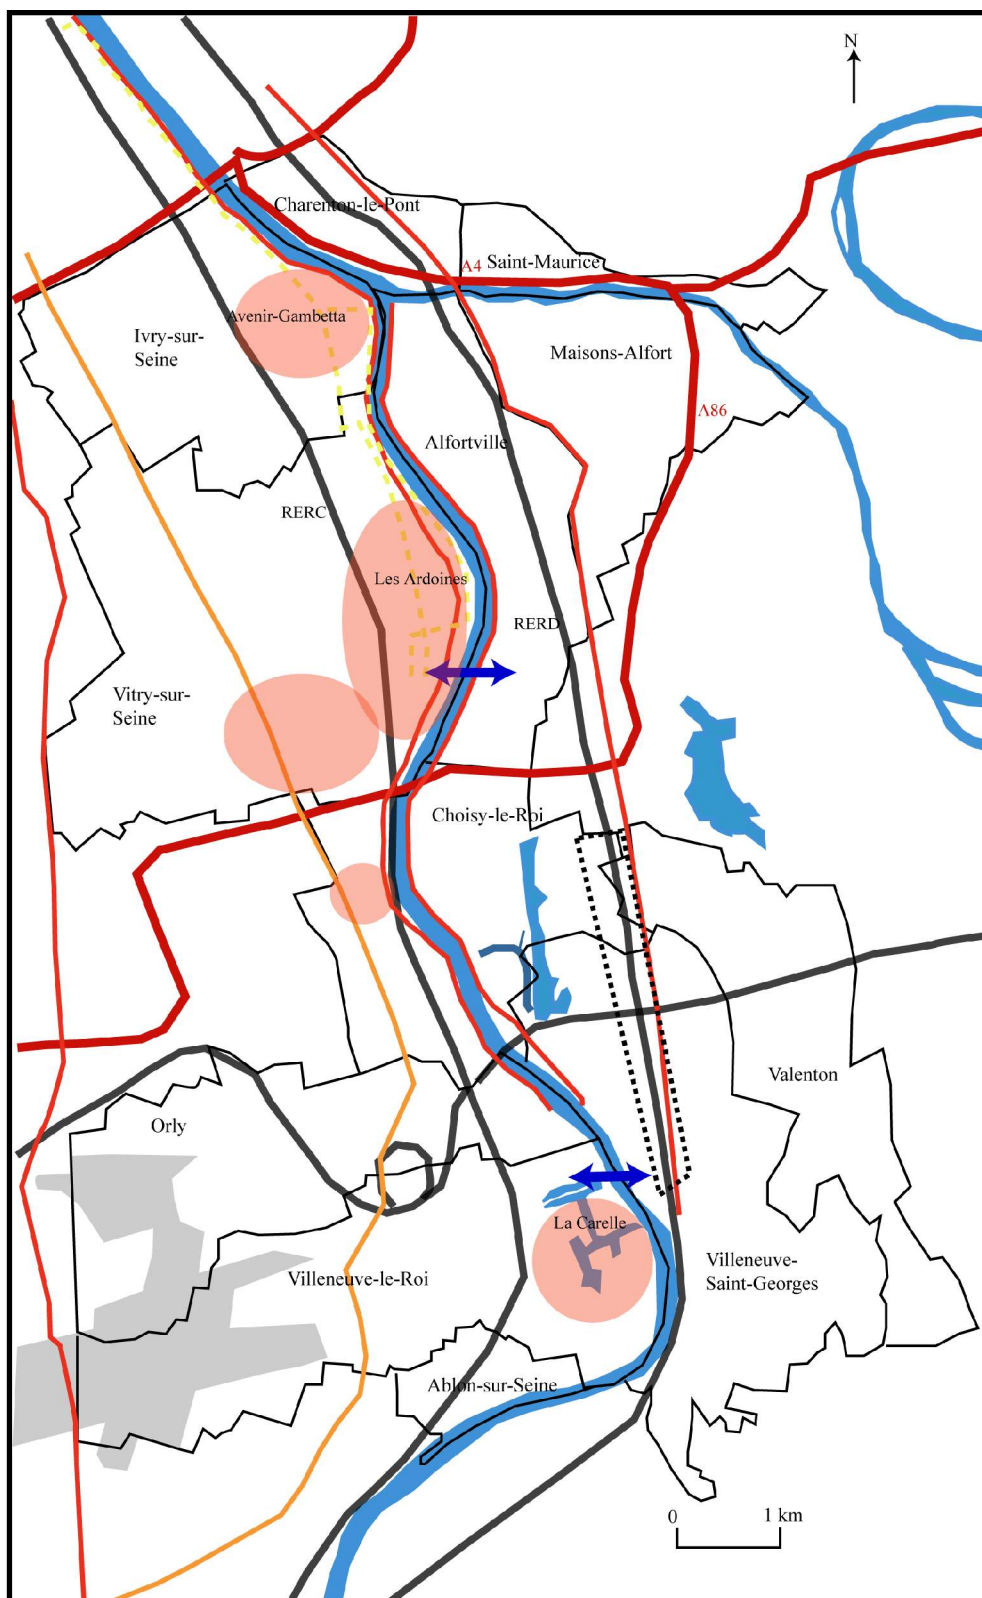 N
Charenton-le-Pont
A4
Saint-Maurice
Avenir-Gambetta
Ivry-sur-
Seine
Maisons-Alfort
A86
Alfortville
RERC
Les Ardoines
RERD
Vitry-sur-
Seine
Choisy-le-Roi
Valenton
Orly
La Carelle
Villeneuve-
Saint-Georges
Villeneuve-le-Roi
Ablon-sur-Seine
0
1 km